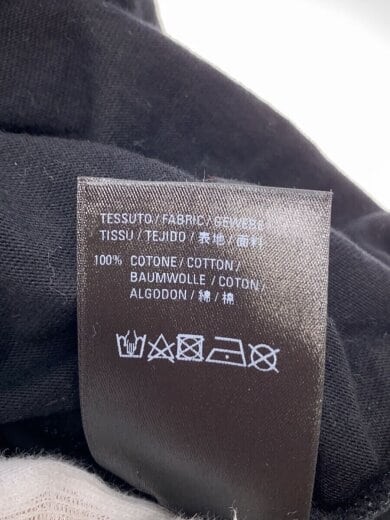 TESSUTO / FABRIC / GEWEBE
TISSU / TEJIDO / 表地 / 面料
100% COTONE / COTTON /
BAUMWOLLE / COTON /
ALGODON / 綿 / 棉